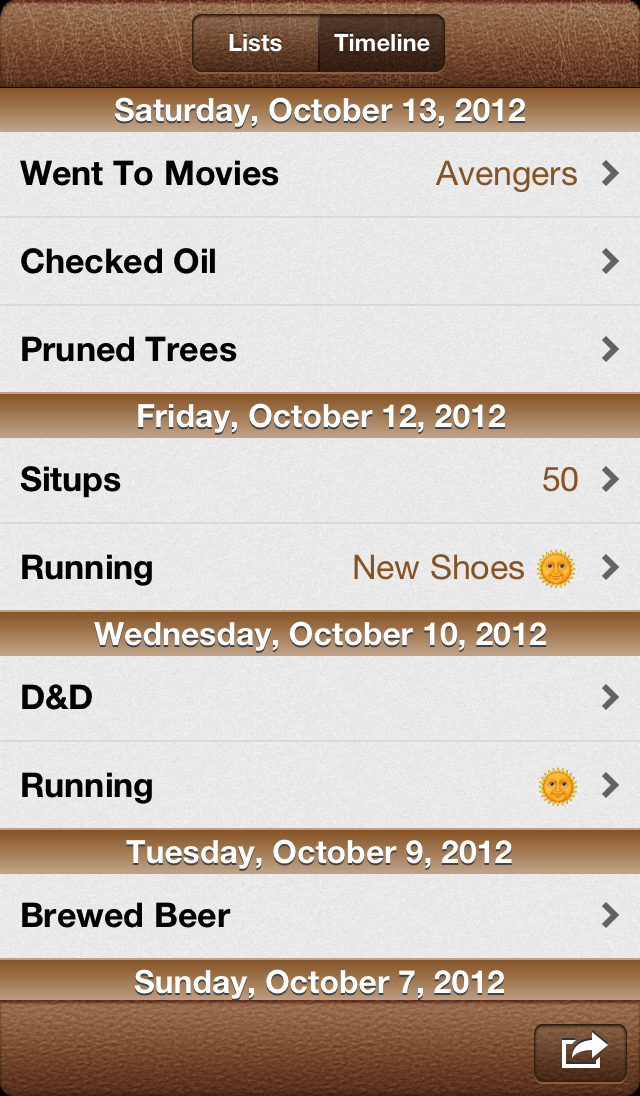 Lists Timeline
Saturday, October 13, 2012
Went To Movies Avengers
Checked Oil
Pruned Trees
Friday, October 12, 2012
Situps 50
Running New Shoes 🌞
Wednesday, October 10, 2012
D&D
Running 🌞
Tuesday, October 9, 2012
Brewed Beer
Sunday, October 7, 2012